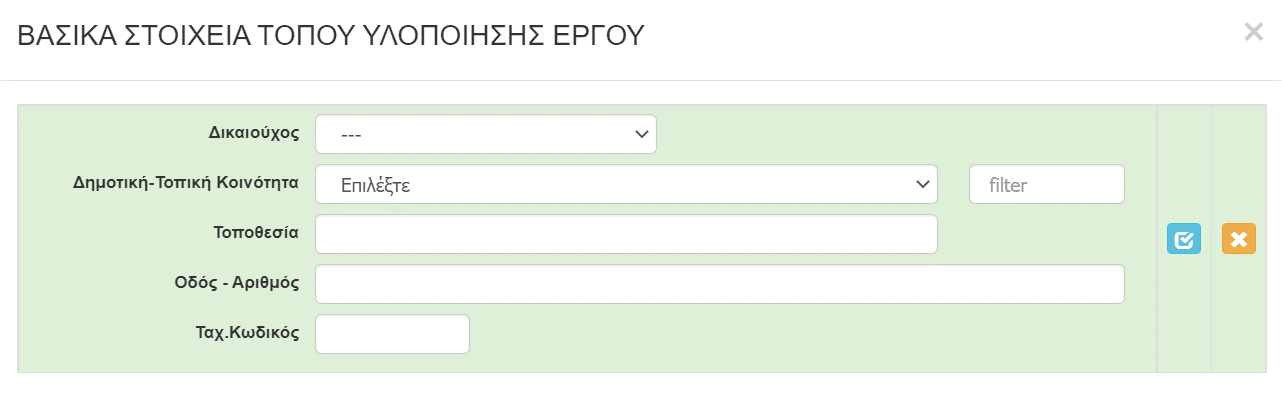 ΒΑΣΙΚΑ ΣΤΟΙΧΕΙΑ ΤΟΠΟΥ ΥΛΟΠΟΙΗΣΗΣ ΕΡΓΟΥ
Δικαιούχος ---
Δημοτική-Τοπική Κοινότητα Επιλέξτε filter
Τοποθεσία
Οδός - Αριθμός
Ταχ.Κωδικός